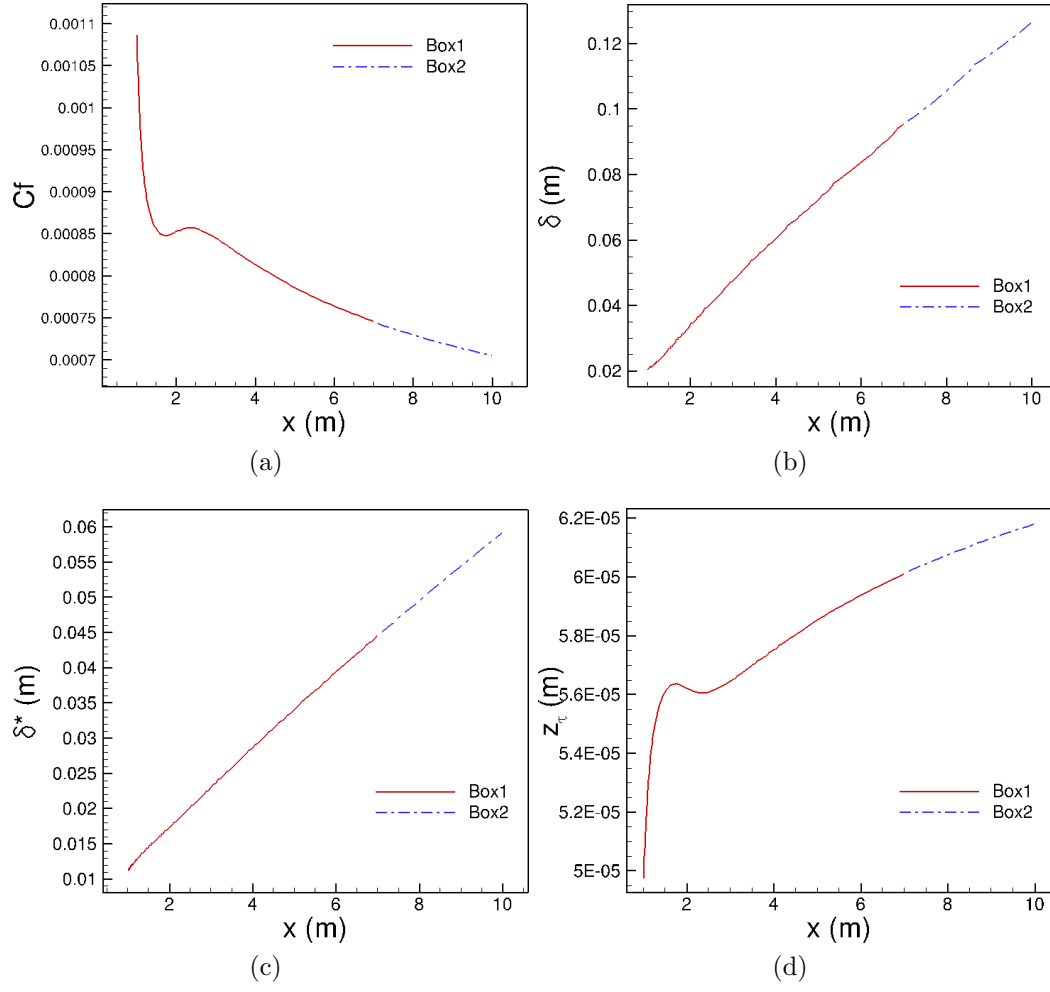 0.0011
0.00105
0.001
0.00095
0.0009
0.00085
0.0008
0.00075
0.0007
Cf
2 4 6 8 10
x (m)
Box1
Box2
(a)
0.12
0.1
0.08
0.06
0.04
0.02
δ (m)
2 4 6 8 10
x (m)
Box1
Box2
(b)
0.06
0.055
0.05
0.045
0.04
0.035
0.03
0.025
0.02
0.015
0.01
δ* (m)
2 4 6 8 10
x (m)
Box1
Box2
(c)
6.2E-05
6E-05
5.8E-05
5.6E-05
5.4E-05
5.2E-05
5E-05
z_τ (m)
2 4 6 8 10
x (m)
Box1
Box2
(d)